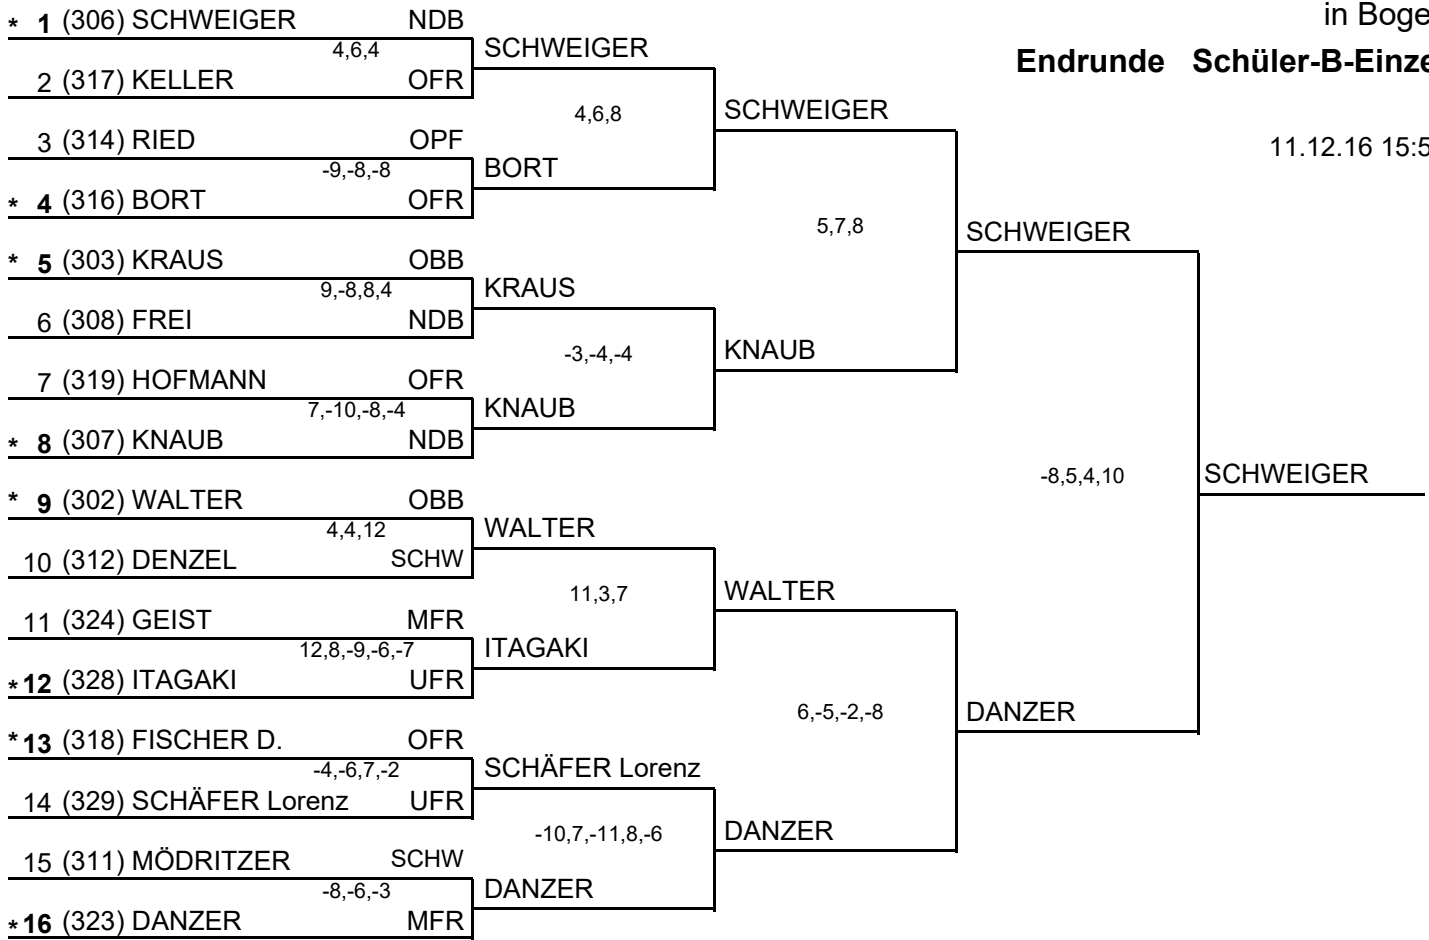 in Boge
Endrunde Schüler-B-Einze
11.12.16 15:5
* 1 (306) SCHWEIGER NDB
4,6,4
SCHWEIGER
2 (317) KELLER OFR
4,6,8
SCHWEIGER
3 (314) RIED OPF
-9,-8,-8
BORT
* 4 (316) BORT OFR
5,7,8
SCHWEIGER
* 5 (303) KRAUS OBB
9,-8,8,4
KRAUS
6 (308) FREI NDB
-3,-4,-4
KNAUB
7 (319) HOFMANN OFR
7,-10,-8,-4
KNAUB
* 8 (307) KNAUB NDB
-8,5,4,10
SCHWEIGER
* 9 (302) WALTER OBB
4,4,12
WALTER
10 (312) DENZEL SCHW
11,3,7
WALTER
11 (324) GEIST MFR
12,8,-9,-6,-7
ITAGAKI
* 12 (328) ITAGAKI UFR
6,-5,-2,-8
DANZER
* 13 (318) FISCHER D. OFR
-4,-6,7,-2
SCHÄFER Lorenz
14 (329) SCHÄFER Lorenz UFR
-10,7,-11,8,-6
DANZER
15 (311) MÖDRITZER SCHW
-8,-6,-3
DANZER
* 16 (323) DANZER MFR